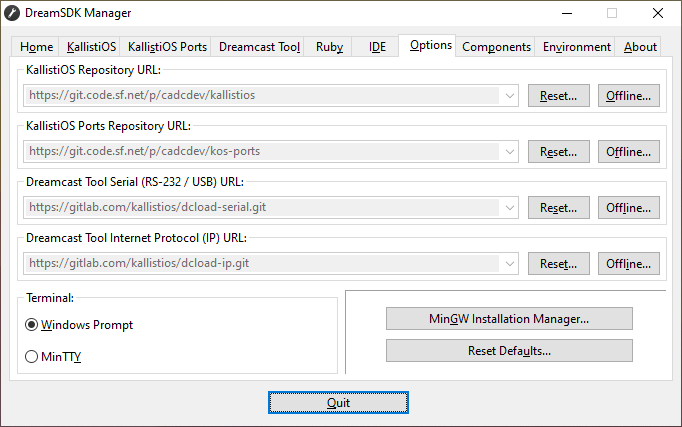 DreamSDK Manager
Home KallistiOS KallistiOS Ports Dreamcast Tool Ruby IDE Options Components Environment About
KallistiOS Repository URL:
https://git.code.sf.net/p/cadcdev/kallistios Reset... Offline...
KallistiOS Ports Repository URL:
https://git.code.sf.net/p/cadcdev/kos-ports Reset... Offline...
Dreamcast Tool Serial (RS-232 / USB) URL:
https://gitlab.com/kallistios/dcload-serial.git Reset... Offline...
Dreamcast Tool Internet Protocol (IP) URL:
https://gitlab.com/kallistios/dcload-ip.git Reset... Offline...
Terminal:
Windows Prompt
MinTTY
MinGW Installation Manager...
Reset Defaults...
Quit